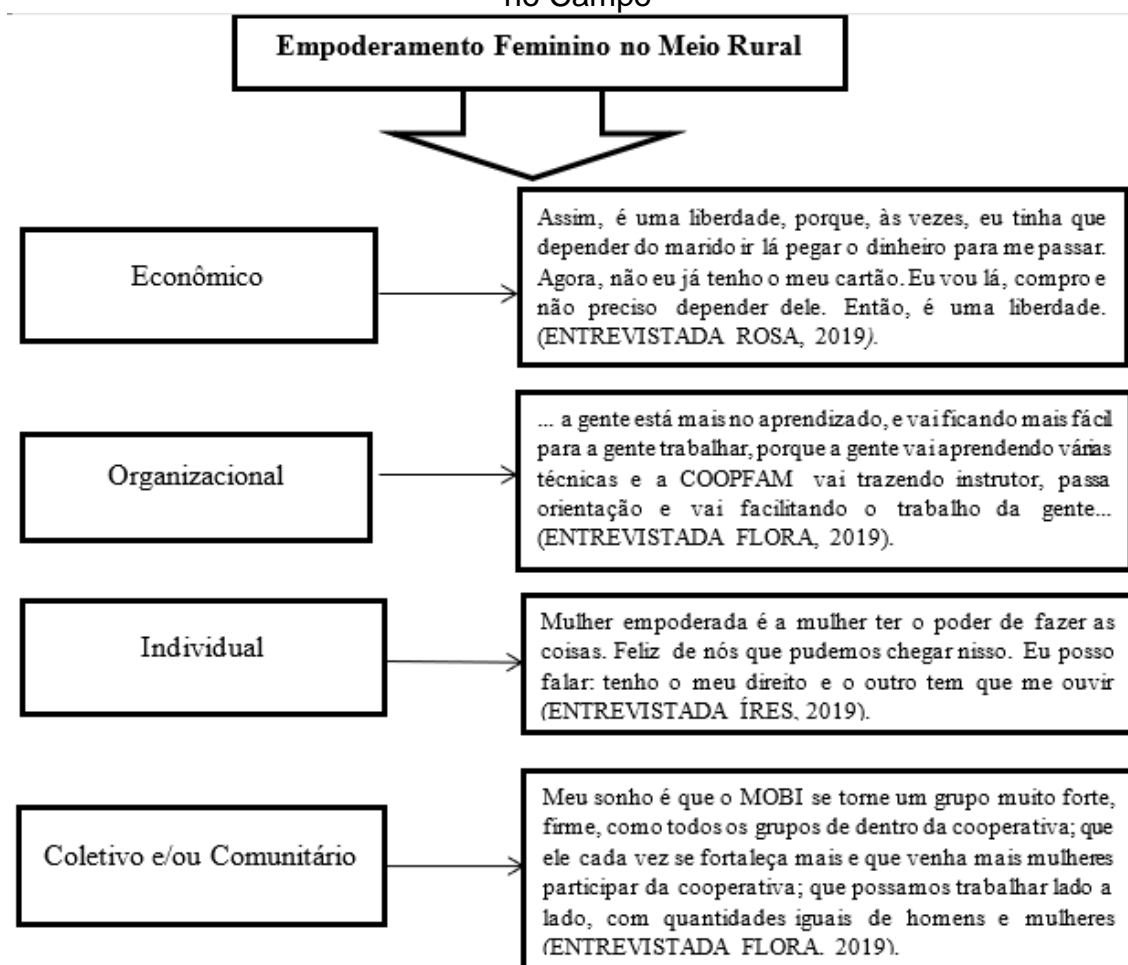 no Campo
Empoderamento Feminino no Meio Rural
Econômico
Assim, é uma liberdade, porque, às vezes, eu tinha que
depender do marido ir lá pegar o dinheiro para me passar.
Agora, não eu já tenho o meu cartão. Eu vou lá, compro e
não preciso depender dele. Então, é uma liberdade.
(ENTREVISTADA ROSA, 2019).
Organizacional
... a gente está mais no aprendizado, e vai ficando mais fácil
para a gente trabalhar, porque a gente vai aprendendo várias
técnicas e a COOPFAM vai trazendo instrutor, passa
orientação e vai facilitando o trabalho da gente...
(ENTREVISTADA FLORA, 2019).
Individual
Mulher empoderada é a mulher ter o poder de fazer as
coisas. Feliz de nós que pudemos chegar nisso. Eu posso
falar: tenho o meu direito e o outro tem que me ouvir
(ENTREVISTADA ÍRES, 2019).
Coletivo e/ou Comunitário
Meu sonho é que o MOBI se torne um grupo muito forte,
firme, como todos os grupos de dentro da cooperativa; que
ele cada vez se fortaleça mais e que venha mais mulheres
participar da cooperativa; que possamos trabalhar lado a
lado, com quantidades iguais de homens e mulheres
(ENTREVISTADA FLORA, 2019).